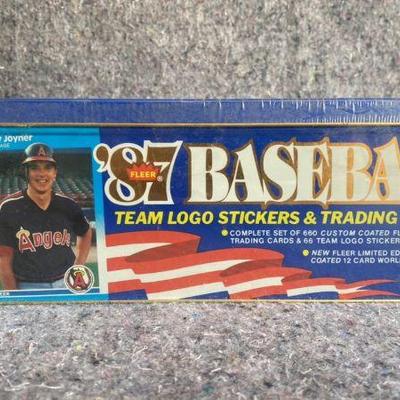 Joyner
'87 BASEBA
FLEER
TEAM LOGO STICKERS & TRADING
COMPLETE SET OF 660 CUSTOM COATED FL
TRADING CARDS & 66 TEAM LOGO STICKER
NEW FLEER LIMITED ED
COATED 12 CARD WORL
Angels
A